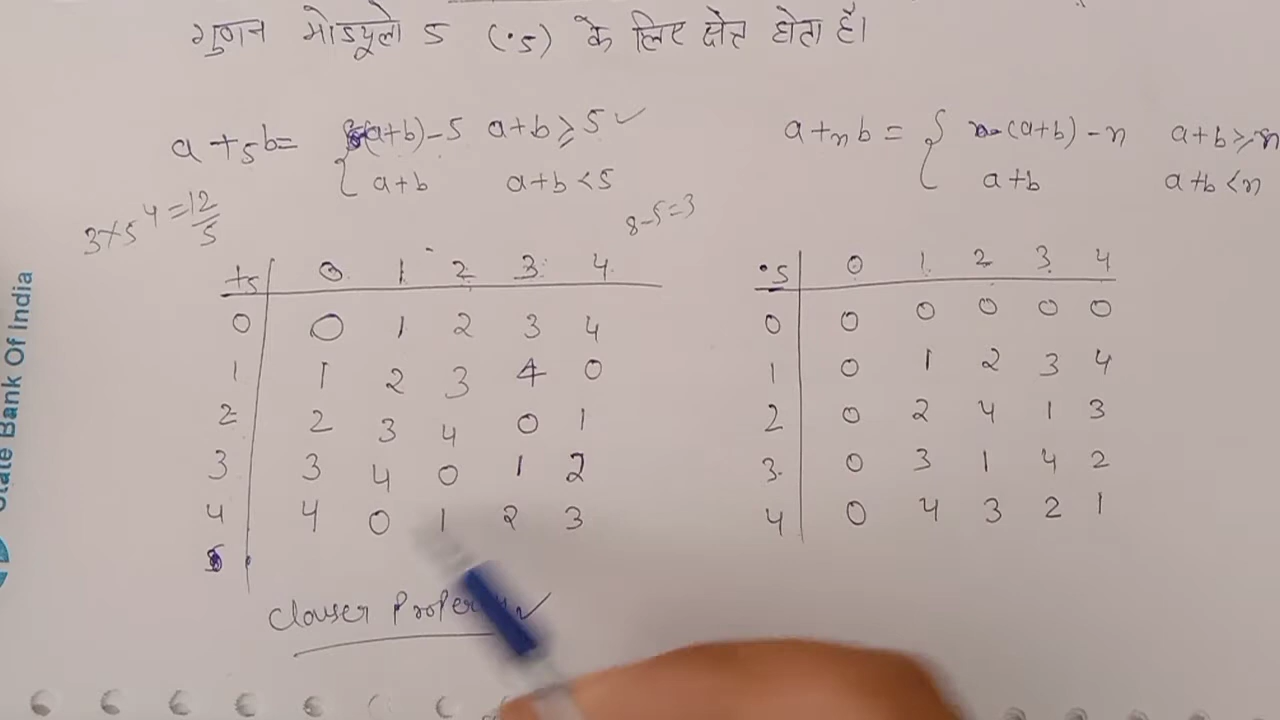 गुणन मोड्यूलो 5 (·5) के लिए क्षेत्र होता है।
a +5 b = { (a+b)-5 a+b ≥ 5 ✓
a+b a+b < 5
a +n b = { (a+b) - n a+b ≥ n
a+b a+b < n
3×5 4 = 12/5
8-5=3
+5 0 1 2 3 4
0 0 1 2 3 4
1 1 2 3 4 0
2 2 3 4 0 1
3 3 4 0 1 2
4 4 0 1 2 3
·5 0 1 2 3 4
0 0 0 0 0 0
1 0 1 2 3 4
2 0 2 4 1 3
3 0 3 1 4 2
4 0 4 3 2 1
State Bank Of India